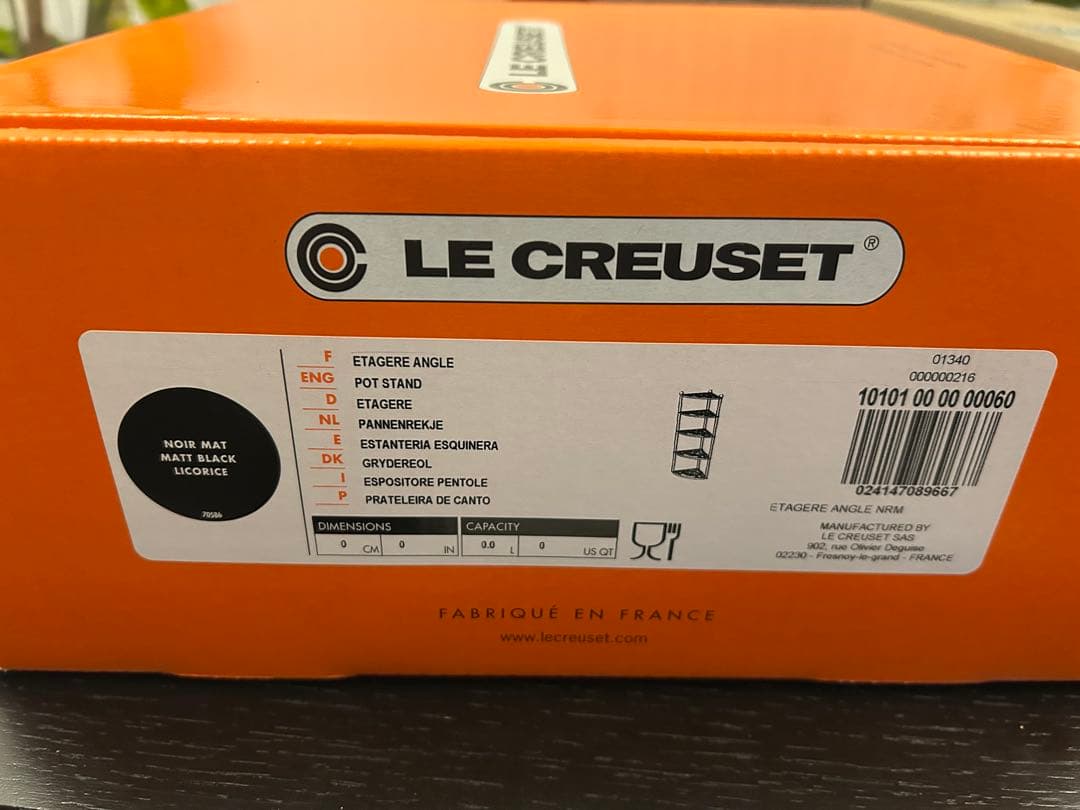 LE CREUSET
LE CREUSET ®
F ETAGERE ANGLE
ENG POT STAND
D ETAGERE
NL PANNENREKJE
E ESTANTERIA ESQUINERA
DK GRYDEREOL
I ESPOSITORE PENTOLE
P PRATELEIRA DE CANTO
NOIR MAT
MATT BLACK
LICORICE
70586
DIMENSIONS CAPACITY
0 CM 0 IN 0.0 L 0 US QT
01340
000000216
10101 00 00 00060
024147089667
ETAGERE ANGLE NRM
MANUFACTURED BY
LE CREUSET SAS
902, rue Olivier Deguise
02230 - Fresnoy-le-grand - FRANCE
FABRIQUÉ EN FRANCE
www.lecreuset.com